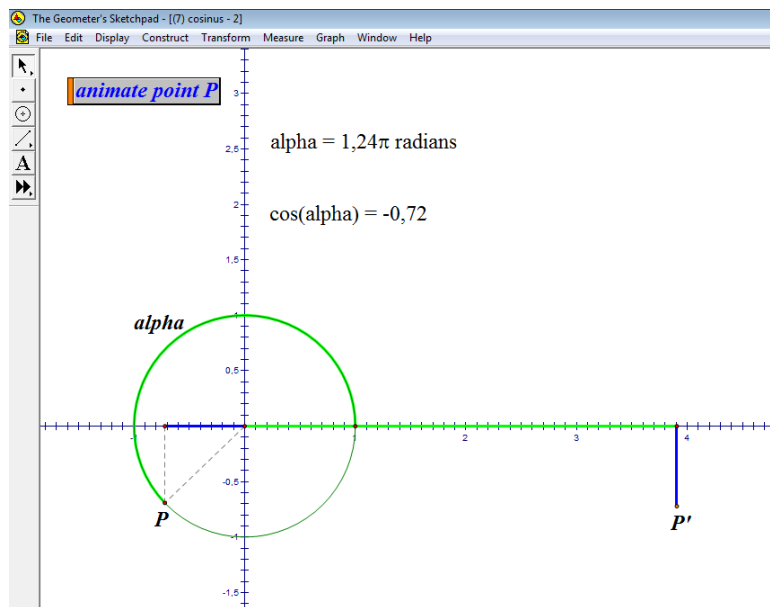 The Geometer's Sketchpad - [(7) cosinus - 2]
File Edit Display Construct Transform Measure Graph Window Help
A
animate point P
3
alpha = 1,24π radians
2,5
2
cos(alpha) = -0,72
1,5
1
alpha
0,5
-1 1 2 3 4
-0,5
P P'
-1
-1,5